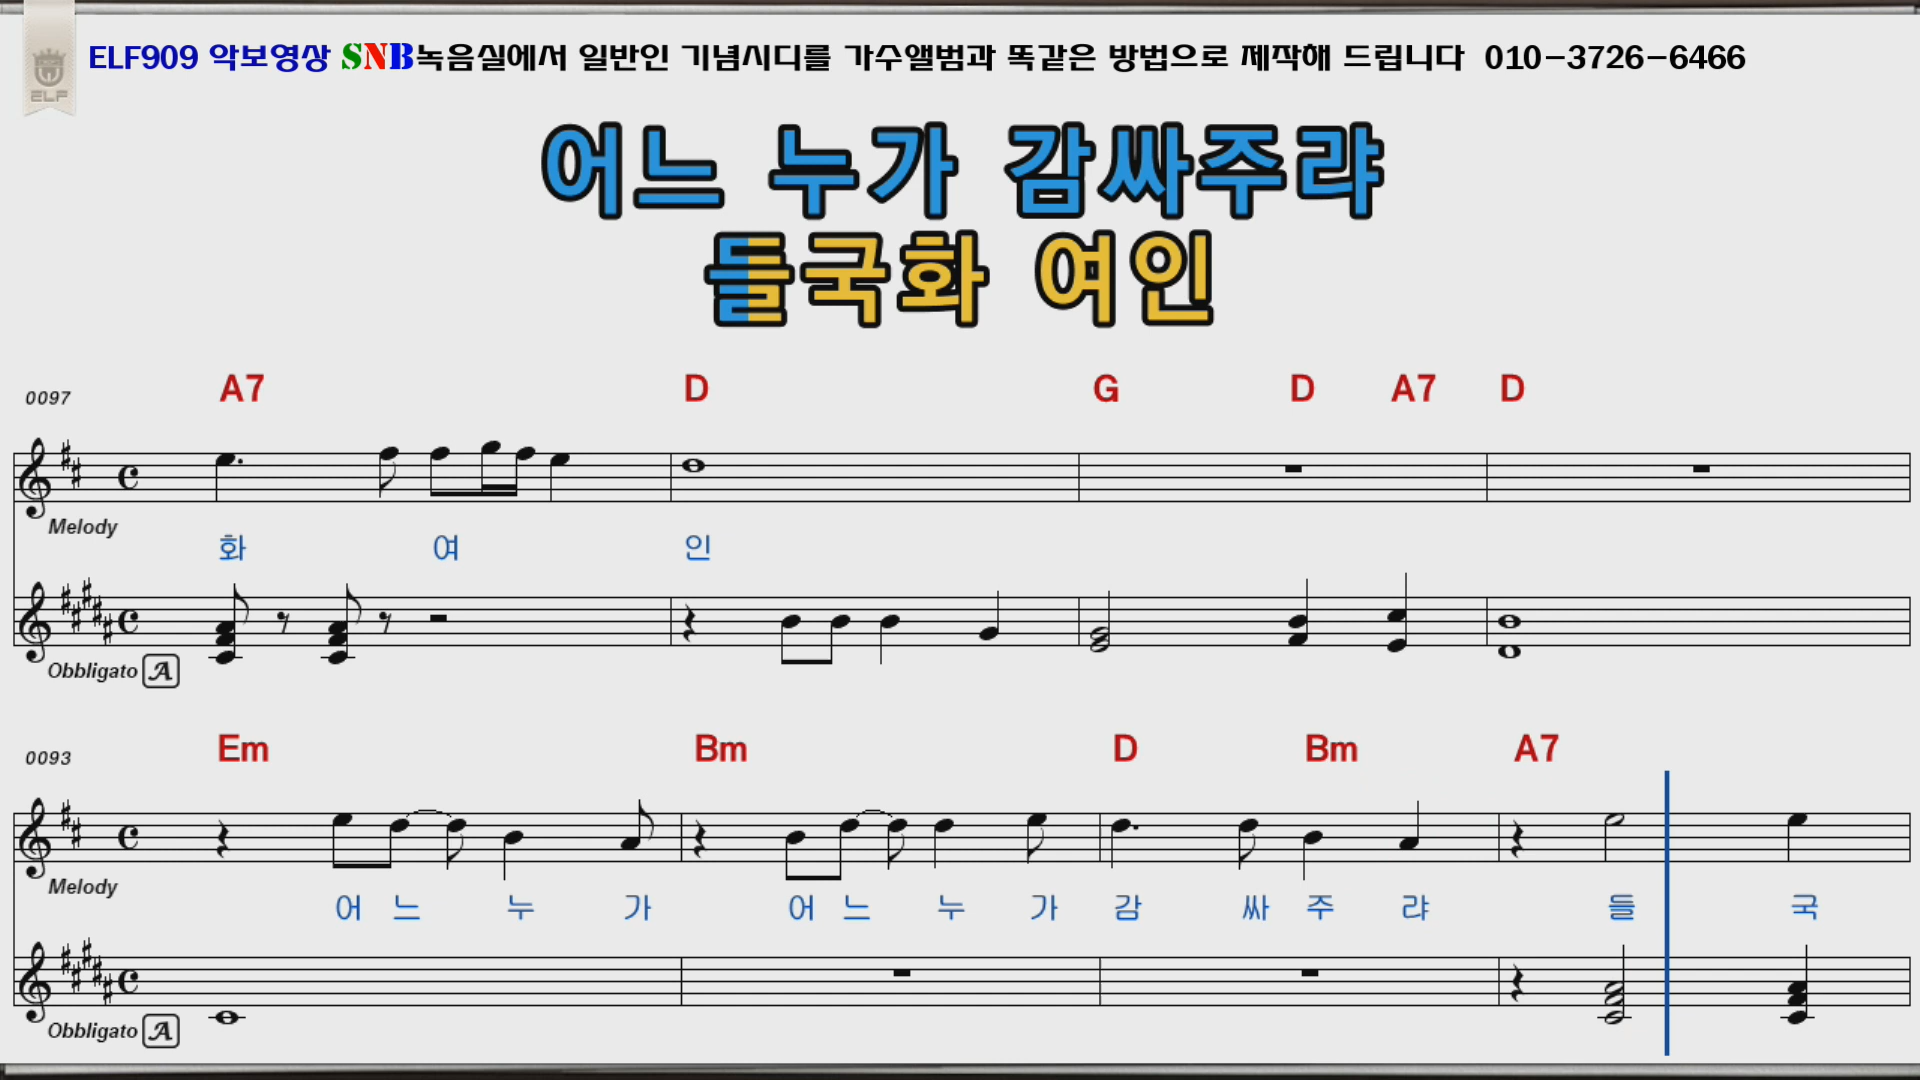 ELF909 악보영상 SNB녹음실에서 일반인 기념시디를 가수앨범과 똑같은 방법으로 제작해 드립니다 010-3726-6466
ELF
어느 누가 감싸주랴
들국화 여인
0097 A7 D G D A7 D
Melody
화 여 인
Obbligato A
0093 Em Bm D Bm A7
Melody
어 느 누 가 어 느 누 가 감 싸 주 랴 들 국
Obbligato A